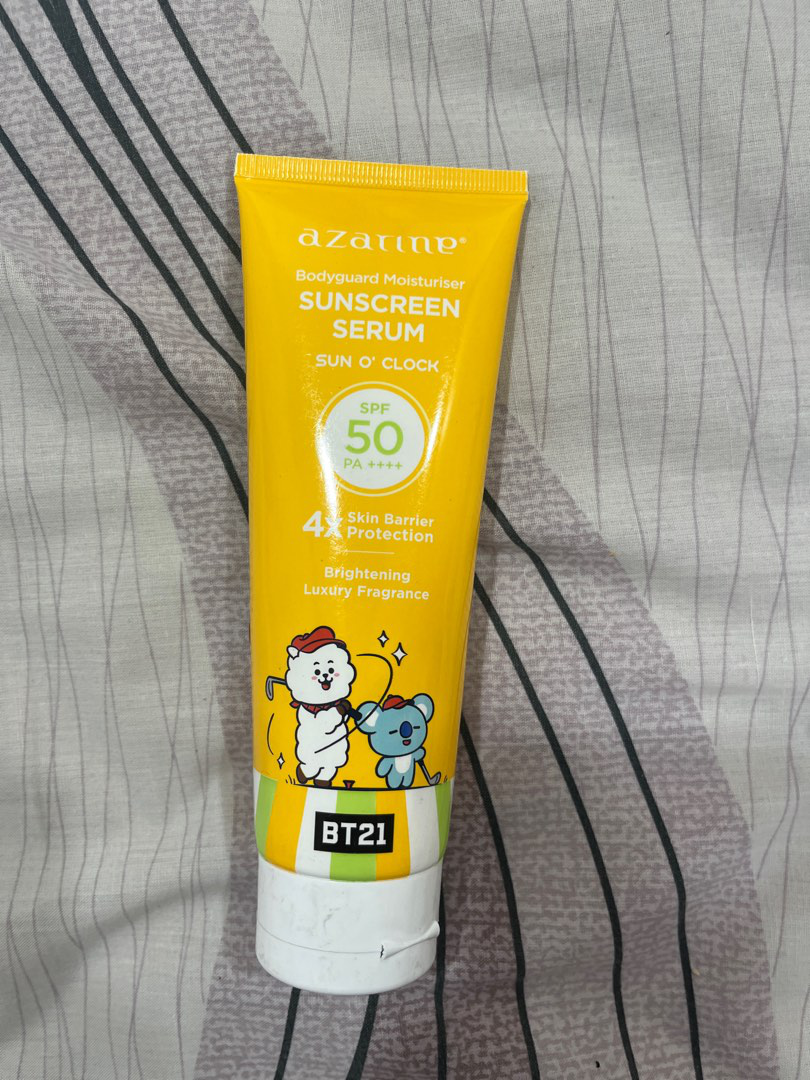 azarine®
Bodyguard Moisturiser
SUNSCREEN
SERUM
SUN O' CLOCK
SPF
50
PA ++++
4x Skin Barrier
Protection
Brightening
Luxury Fragrance
BT21